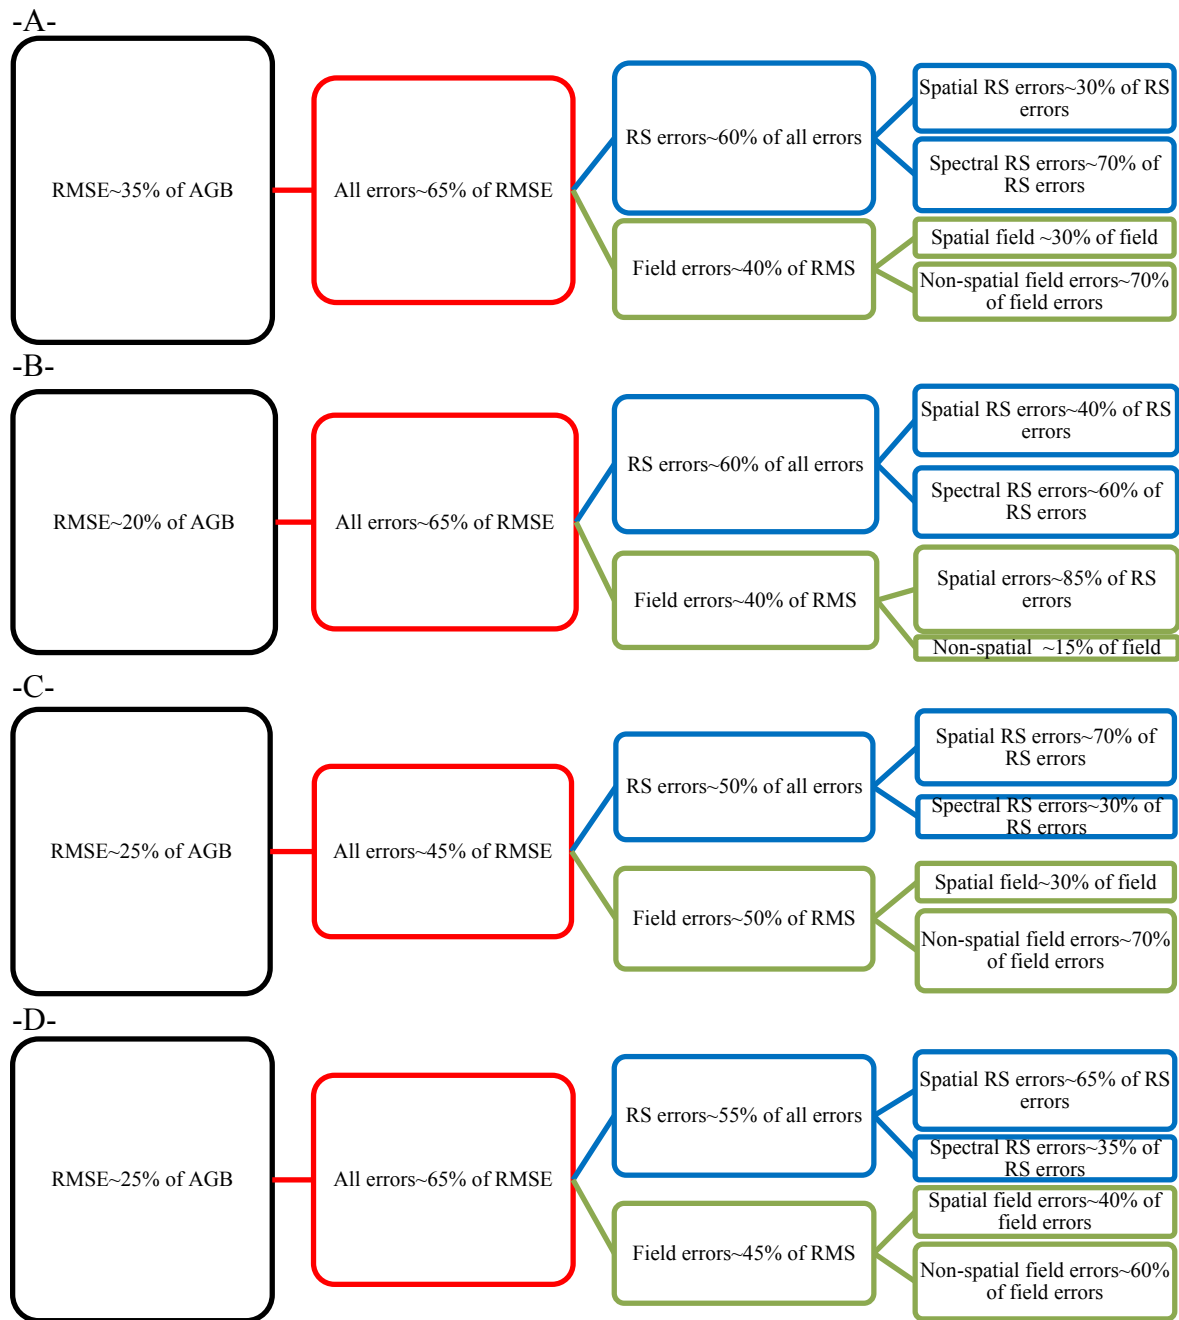 -A-
RMSE~35% of AGB
All errors~65% of RMSE
RS errors~60% of all errors
Field errors~40% of RMS
Spatial RS errors~30% of RS
errors
Spectral RS errors~70% of
RS errors
Spatial field ~30% of field
Non-spatial field errors~70%
of field errors
-B-
RMSE~20% of AGB
All errors~65% of RMSE
RS errors~60% of all errors
Field errors~40% of RMS
Spatial RS errors~40% of RS
errors
Spectral RS errors~60% of
RS errors
Spatial errors~85% of RS
errors
Non-spatial ~15% of field
-C-
RMSE~25% of AGB
All errors~45% of RMSE
RS errors~50% of all errors
Field errors~50% of RMS
Spatial RS errors~70% of
RS errors
Spectral RS errors~30% of
RS errors
Spatial field~30% of field
Non-spatial field errors~70%
of field errors
-D-
RMSE~25% of AGB
All errors~65% of RMSE
RS errors~55% of all errors
Field errors~45% of RMS
Spatial RS errors~65% of RS
errors
Spectral RS errors~35% of
RS errors
Spatial field errors~40% of
field errors
Non-spatial field errors~60%
of field errors